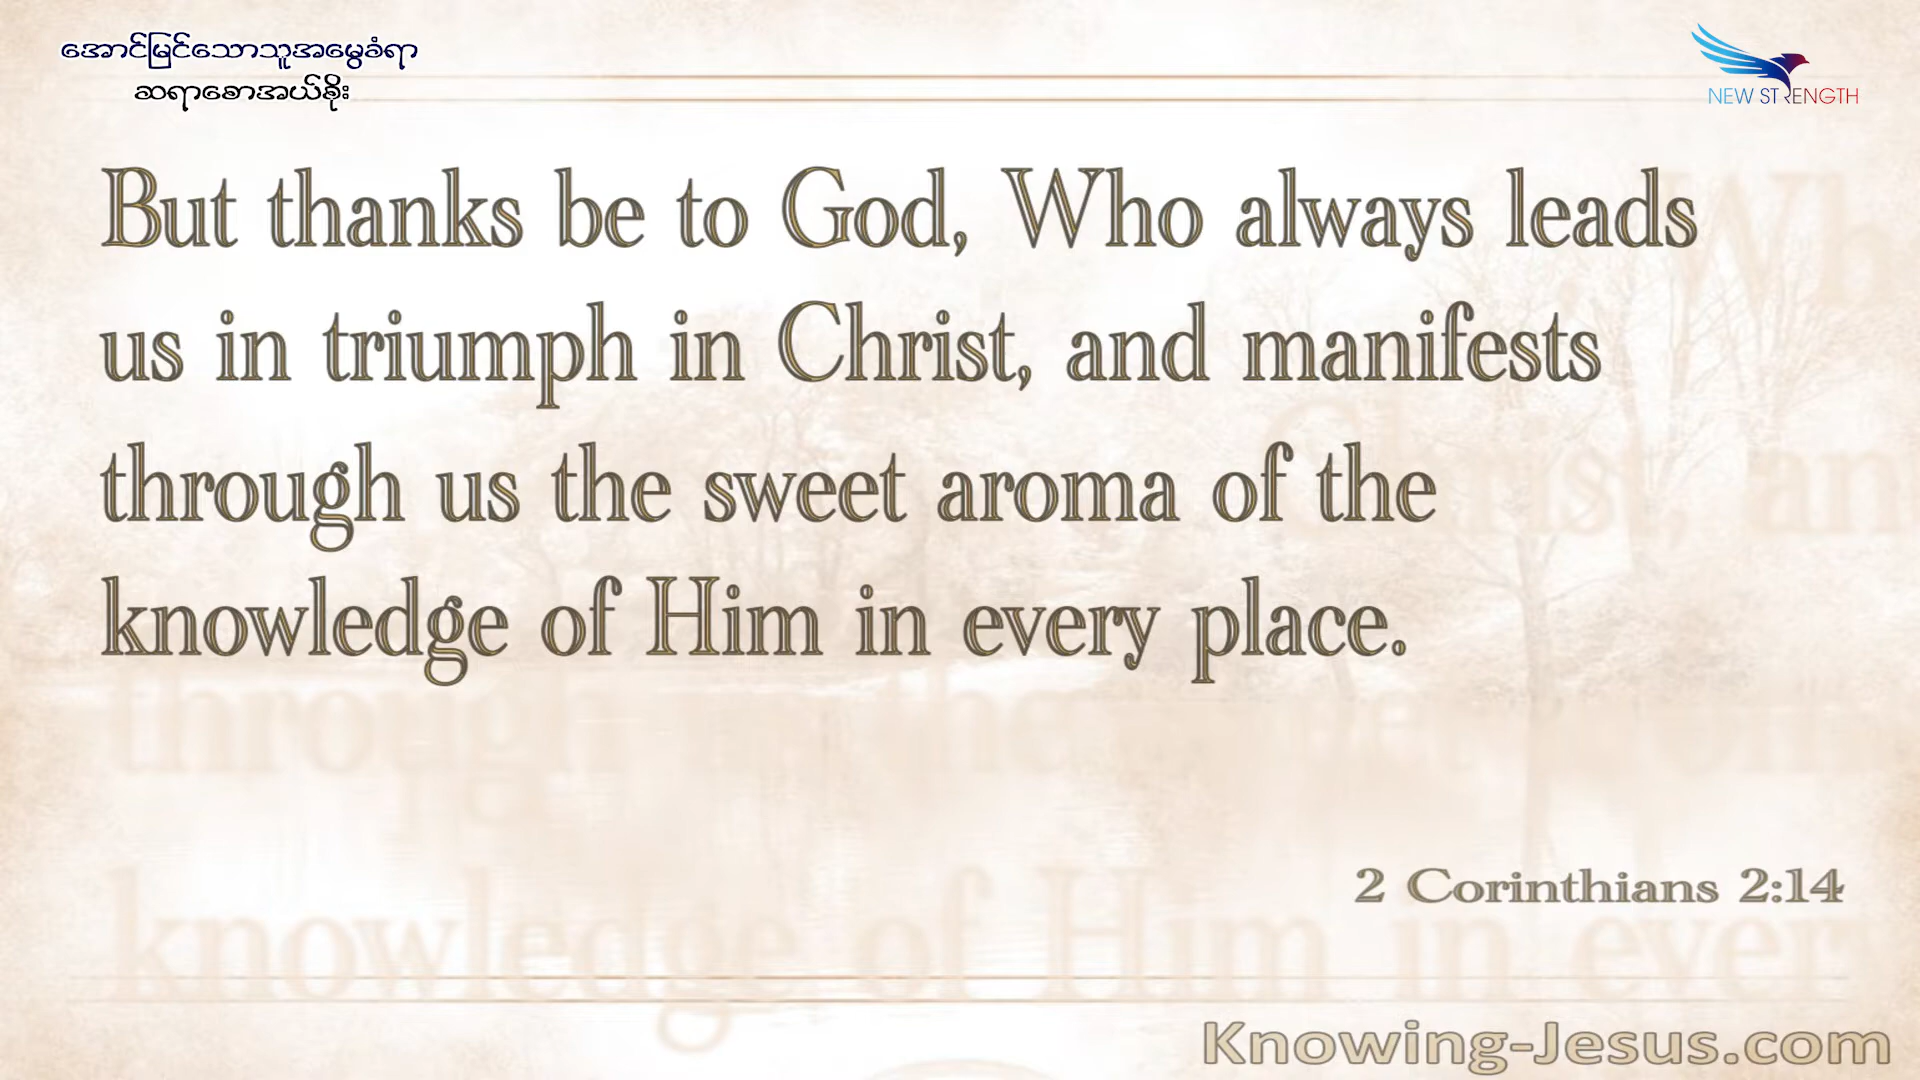 အောင်မြင်သောသူအမွေခံရာ
ဆရာစောအယ်စိုး
NEW STRENGTH
But thanks be to God, Who always leads
us in triumph in Christ, and manifests
through us the sweet aroma of the
knowledge of Him in every place.
2 Corinthians 2:14
Knowing-Jesus.com